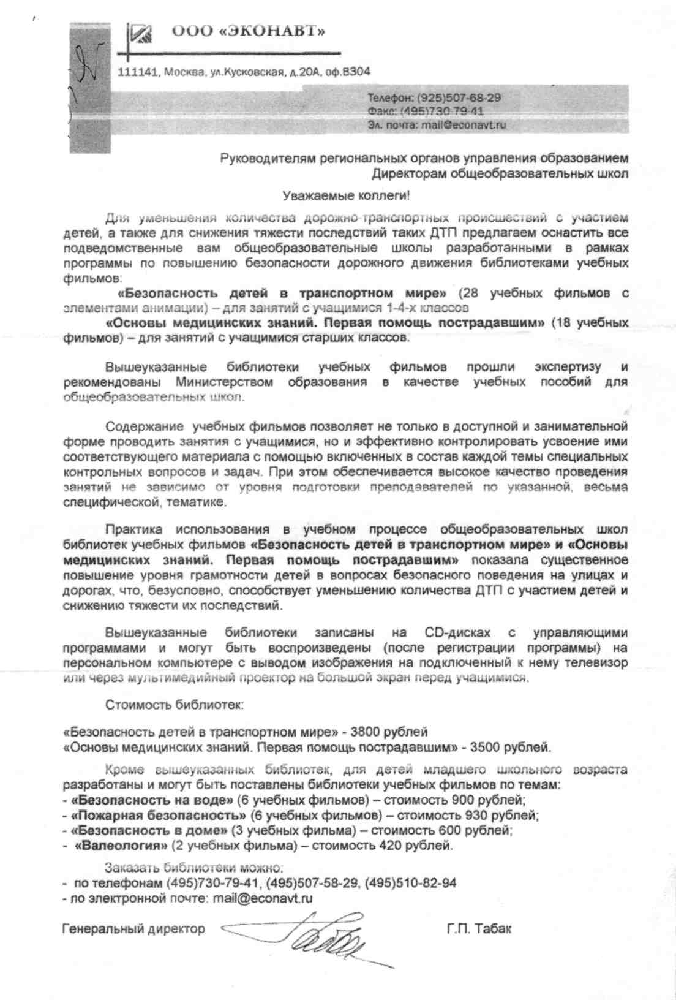 ООО «ЭКОНАВТ»
111141, Москва, ул.Кусковская, д.20А, оф.В304
Телефон: (925)507-68-29
Факс: (495)730-79-41
Эл. почта: mail@econavt.ru
Руководителям региональных органов управления образованием
Директорам общеобразовательных школ
Уважаемые коллеги!
Для уменьшения количества дорожно-транспортных происшествий с участием
детей, а также для снижения тяжести последствий таких ДТП предлагаем оснастить все
подведомственные вам общеобразовательные школы разработанными в рамках
программы по повышению безопасности дорожного движения библиотеками учебных
фильмов:
«Безопасность детей в транспортном мире» (28 учебных фильмов с
элементами анимации) – для занятий с учащимися 1-4-х классов
«Основы медицинских знаний. Первая помощь пострадавшим» (18 учебных
фильмов) – для занятий с учащимися старших классов.
Вышеуказанные библиотеки учебных фильмов прошли экспертизу и
рекомендованы Министерством образования в качестве учебных пособий для
общеобразовательных школ.
Содержание учебных фильмов позволяет не только в доступной и занимательной
форме проводить занятия с учащимися, но и эффективно контролировать усвоение ими
соответствующего материала с помощью включенных в состав каждой темы специальных
контрольных вопросов и задач. При этом обеспечивается высокое качество проведения
занятий не зависимо от уровня подготовки преподавателей по указанной, весьма
специфической, тематике.
Практика использования в учебном процессе общеобразовательных школ
библиотек учебных фильмов «Безопасность детей в транспортном мире» и «Основы
медицинских знаний. Первая помощь пострадавшим» показала существенное
повышение уровня грамотности детей в вопросах безопасного поведения на улицах и
дорогах, что, безусловно, способствует уменьшению количества ДТП с участием детей и
снижению тяжести их последствий.
Вышеуказанные библиотеки записаны на CD-дисках с управляющими
программами и могут быть воспроизведены (после регистрации программы) на
персональном компьютере с выводом изображения на подключенный к нему телевизор
или через мультимедийный проектор на большой экран перед учащимися.
Стоимость библиотек:
«Безопасность детей в транспортном мире» - 3800 рублей
«Основы медицинских знаний. Первая помощь пострадавшим» - 3500 рублей.
Кроме вышеуказанных библиотек, для детей младшего школьного возраста
разработаны и могут быть поставлены библиотеки учебных фильмов по темам:
- «Безопасность на воде» (6 учебных фильмов) – стоимость 900 рублей;
- «Пожарная безопасность» (6 учебных фильмов) – стоимость 930 рублей;
- «Безопасность в доме» (3 учебных фильма) – стоимость 600 рублей;
- «Валеология» (2 учебных фильма) – стоимость 420 рублей.
Заказать библиотеки можно:
- по телефонам (495)730-79-41, (495)507-58-29, (495)510-82-94
- по электронной почте: mail@econavt.ru
Генеральный директор Г.П. Табак